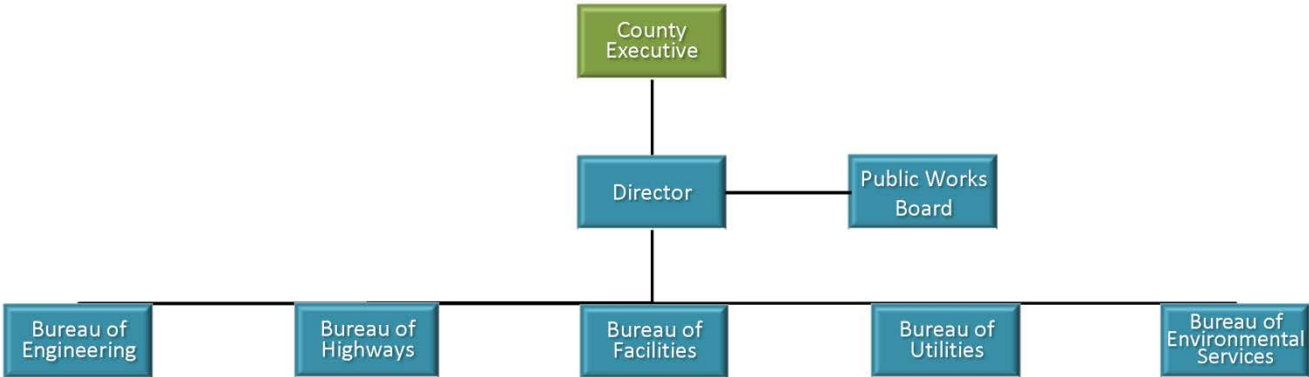 County
Executive
Director
Public Works
Board
Bureau of
Engineering
Bureau of
Highways
Bureau of
Facilities
Bureau of
Utilities
Bureau of
Environmental
Services